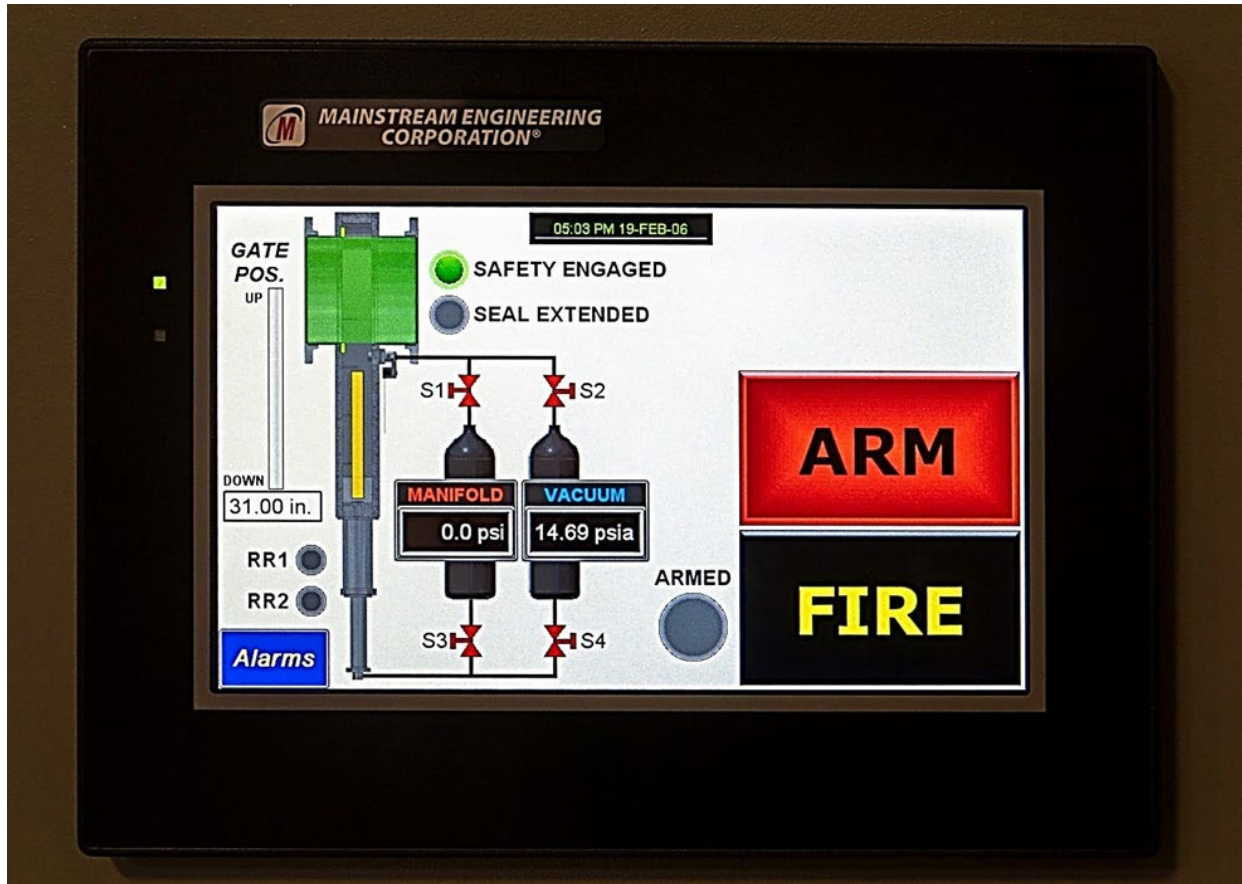 MAINSTREAM ENGINEERING
CORPORATION®
05:03 PM 19-FEB-06
GATE
POS.
UP
SAFETY ENGAGED
SEAL EXTENDED
S1
S2
ARM
DOWN
31.00 in.
MANIFOLD
0.0 psi
VACUUM
14.69 psia
RR1
RR2
ARMED
FIRE
S3
S4
Alarms
M